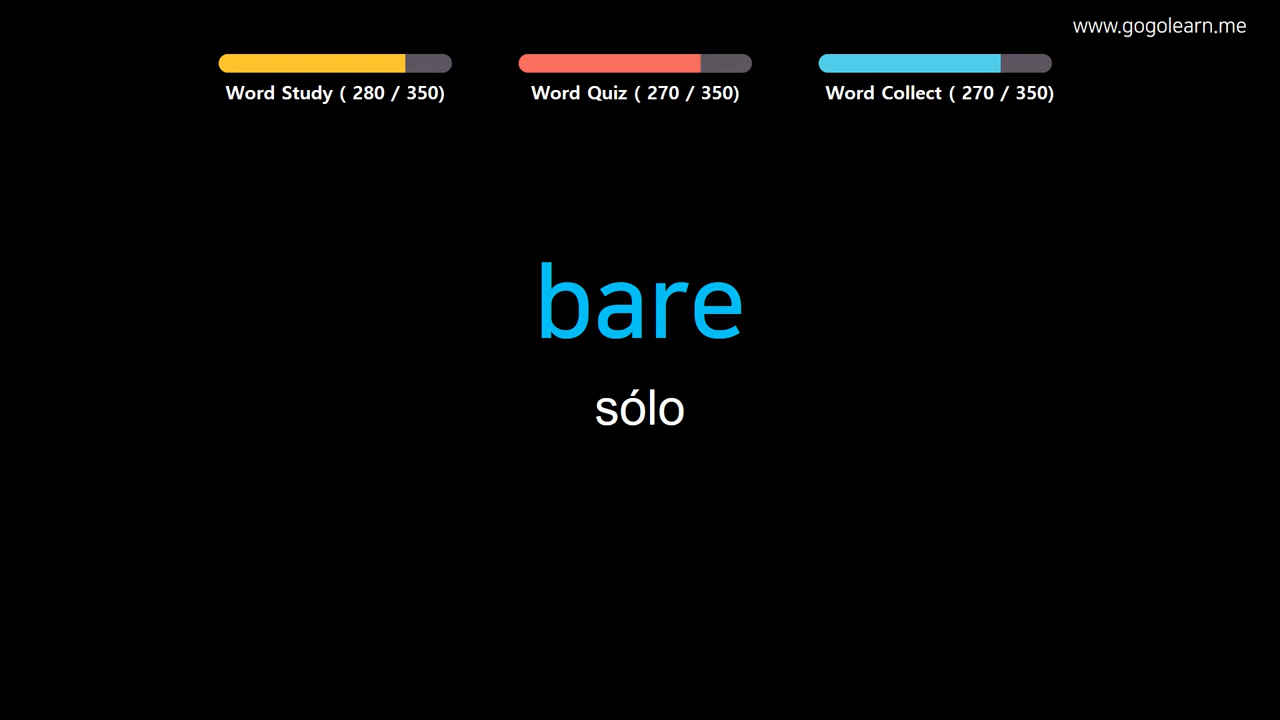 www.gogolearn.me
Word Study ( 280 / 350)
Word Quiz ( 270 / 350)
Word Collect ( 270 / 350)
bare
sólo